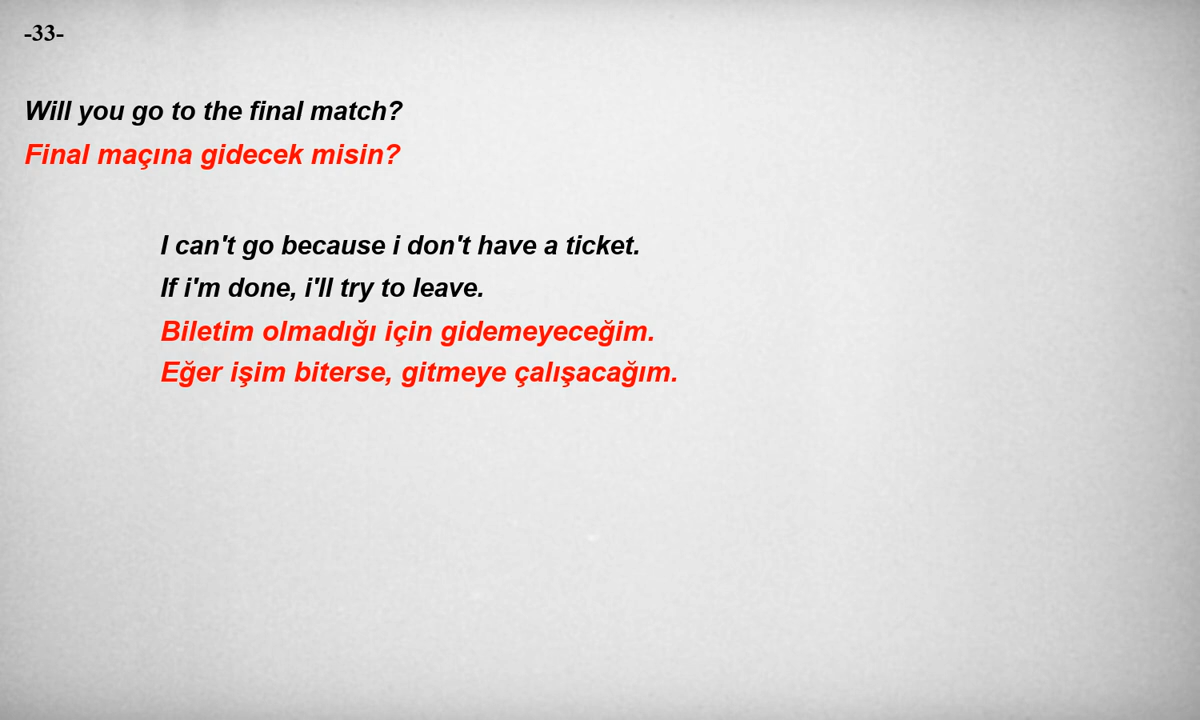 -33-
Will you go to the final match?
Final maçına gidecek misin?
I can't go because i don't have a ticket.
If i'm done, i'll try to leave.
Biletim olmadığı için gidemeyeceğim.
Eğer işim biterse, gitmeye çalışacağım.